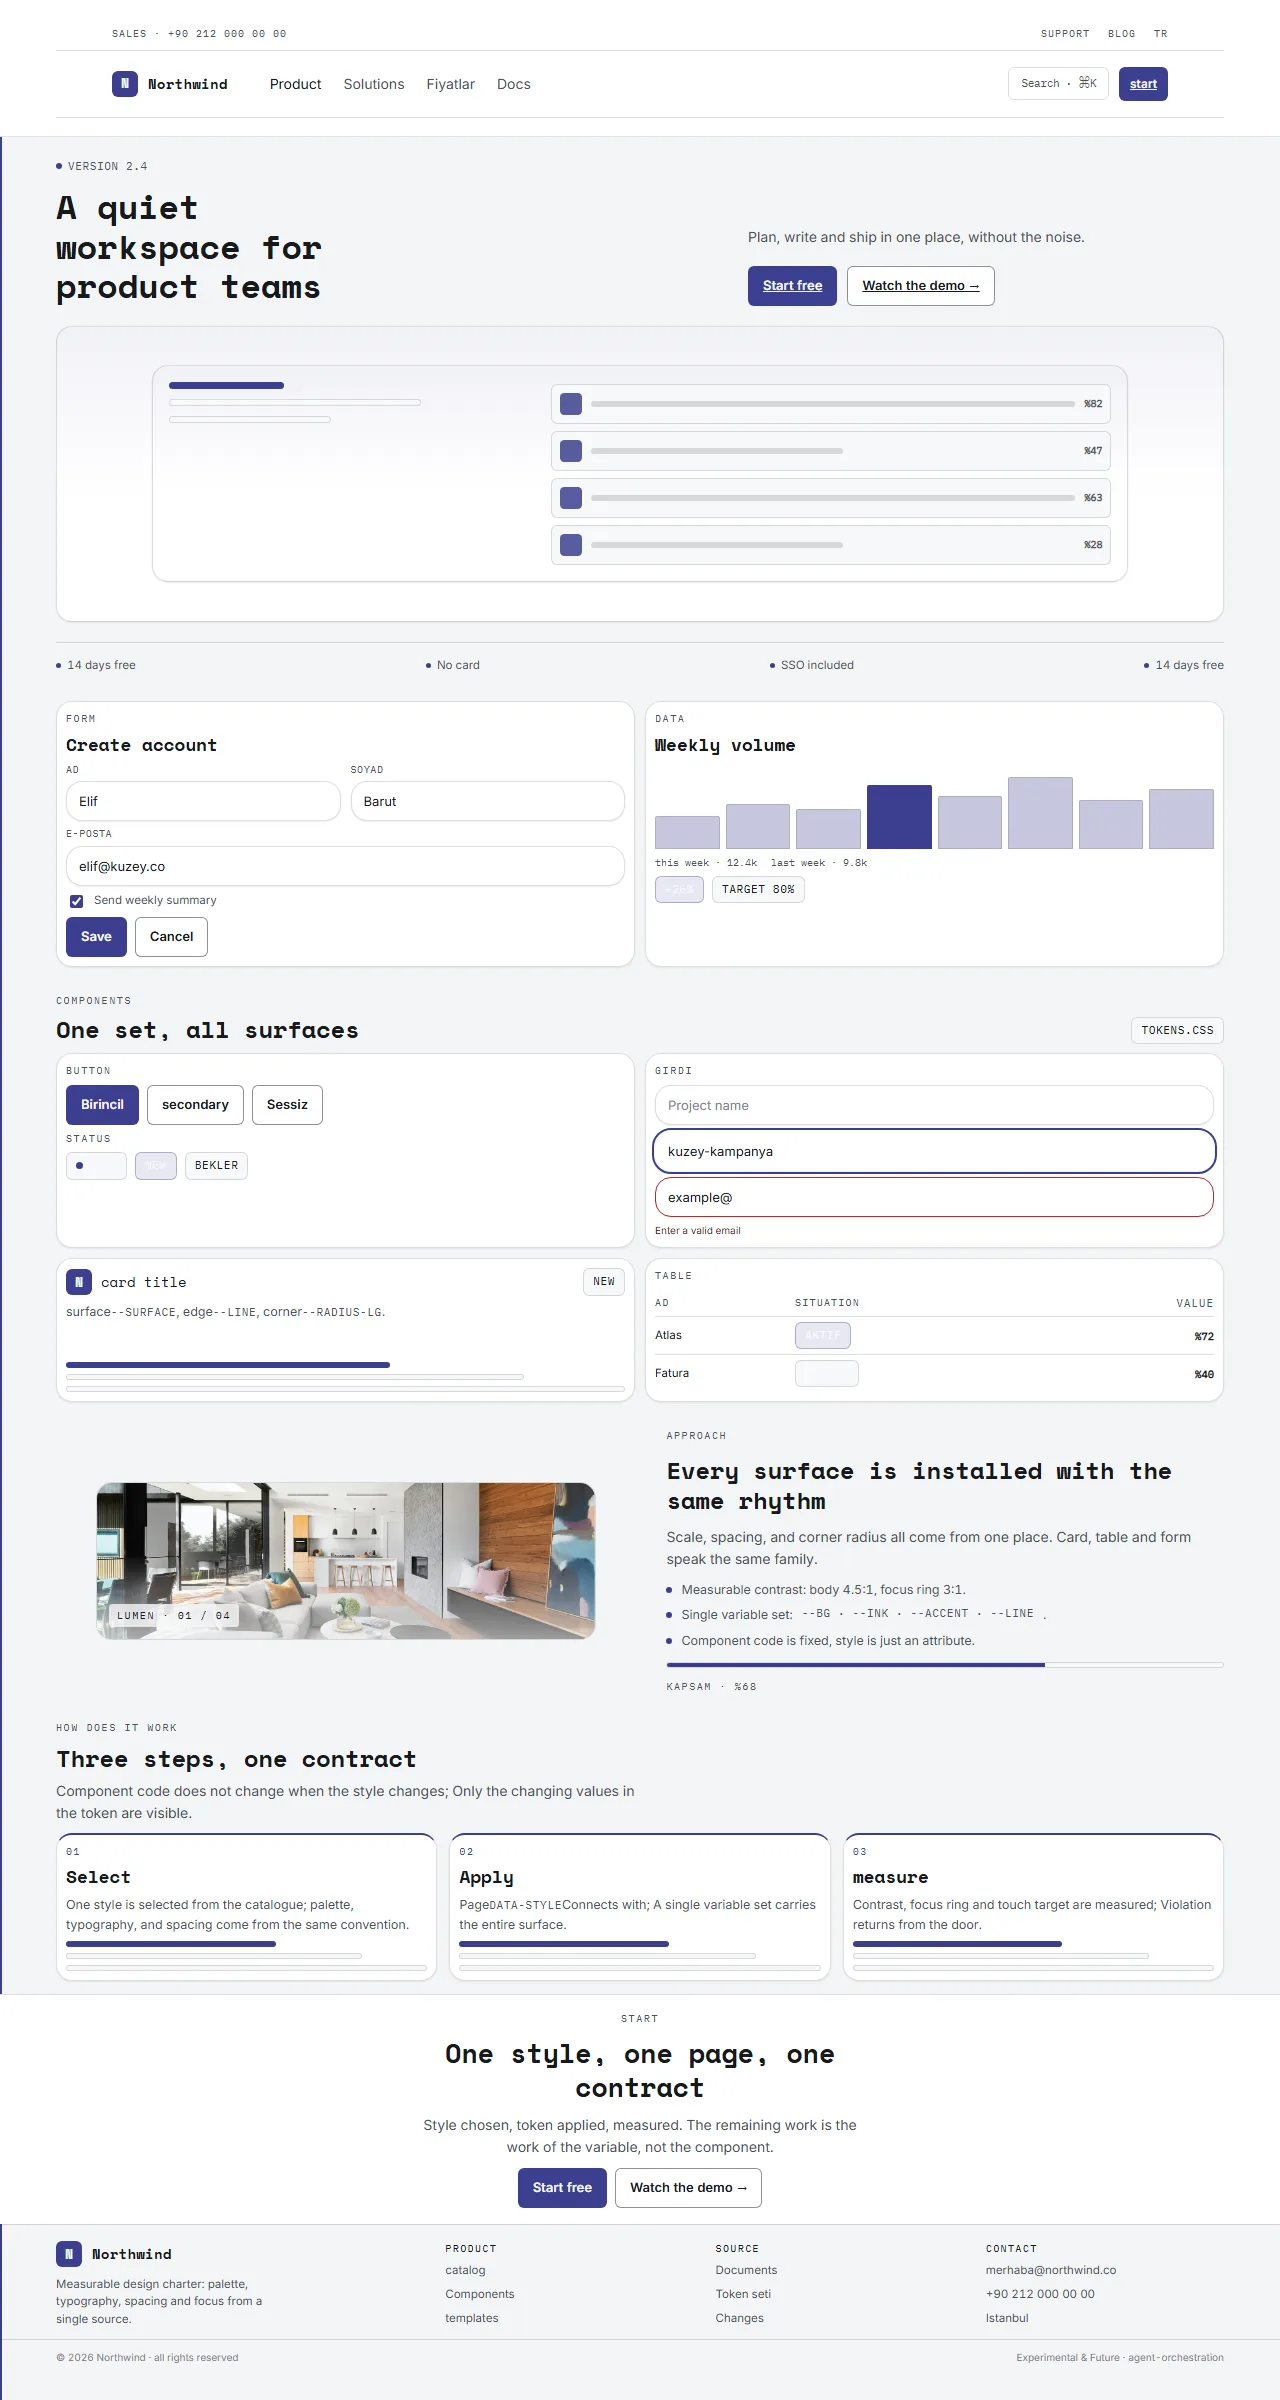 SALES · +90 212 000 00 00
SUPPORT BLOG TR
N Northwind Product Solutions Fiyatlar Docs Search · ⌘K start
VERSION 2.4
A quiet
workspace for
product teams
Plan, write and ship in one place, without the noise.
Start free Watch the demo →
%82
%47
%63
%28
14 days free No card SSO included 14 days free
FORM
Create account
AD SOYAD
Elif Barut
E-POSTA
elif@kuzey.co
Send weekly summary
Save Cancel
DATA
Weekly volume
this week · 12.4k last week · 9.8k
TARGET 80%
COMPONENTS
One set, all surfaces
TOKENS.CSS
BUTTON
Birincil secondary Sessiz
STATUS
NEW BEKLER
GIRDI
Project name
kuzey-kampanya
example@
Enter a valid email
N card title NEW
surface--SURFACE, edge--LINE, corner--RADIUS-LG.
TABLE
AD SITUATION VALUE
Atlas AKTIF %72
Fatura %40
LUMEN · 01 / 04
APPROACH
Every surface is installed with the
same rhythm
Scale, spacing, and corner radius all come from one place. Card, table and form
speak the same family.
Measurable contrast: body 4.5:1, focus ring 3:1.
Single variable set: --BG · --INK · --ACCENT · --LINE .
Component code is fixed, style is just an attribute.
KAPSAM · %68
HOW DOES IT WORK
Three steps, one contract
Component code does not change when the style changes; Only the changing values in
the token are visible.
01
Select
One style is selected from the catalogue; palette,
typography, and spacing come from the same convention.
02
Apply
PageDATA-STYLEConnects with; A single variable set carries
the entire surface.
03
measure
Contrast, focus ring and touch target are measured; Violation
returns from the door.
START
One style, one page, one
contract
Style chosen, token applied, measured. The remaining work is the
work of the variable, not the component.
Start free Watch the demo →
N Northwind
Measurable design charter: palette,
typography, spacing and focus from a
single source.
PRODUCT
catalog
Components
templates
SOURCE
Documents
Token seti
Changes
CONTACT
merhaba@northwind.co
+90 212 000 00 00
Istanbul
© 2026 Northwind · all rights reserved
Experimental & Future · agent-orchestration